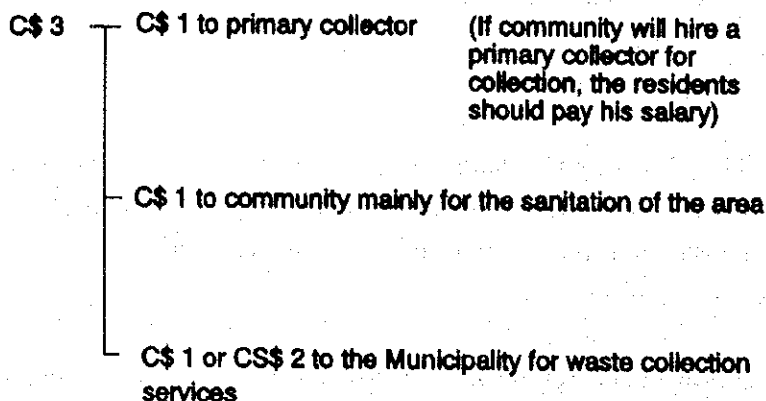 C$ 3 C$ 1 to primary collector (If community will hire a
primary collector for
collection, the residents
should pay his salary)
C$ 1 to community mainly for the sanitation of the area
C$ 1 or CS$ 2 to the Municipality for waste collection
services